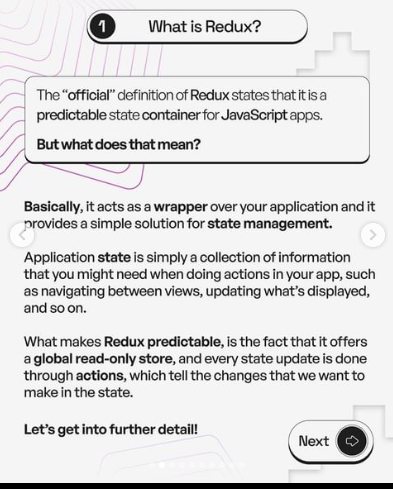 1 What is Redux?
The “official” definition of Redux states that it is a
predictable state container for JavaScript apps.
But what does that mean?
Basically, it acts as a wrapper over your application and it
provides a simple solution for state management.
Application state is simply a collection of information
that you might need when doing actions in your app, such
as navigating between views, updating what’s displayed,
and so on.
What makes Redux predictable, is the fact that it offers
a global read-only store, and every state update is done
through actions, which tell the changes that we want to
make in the state.
Let’s get into further detail!
Next